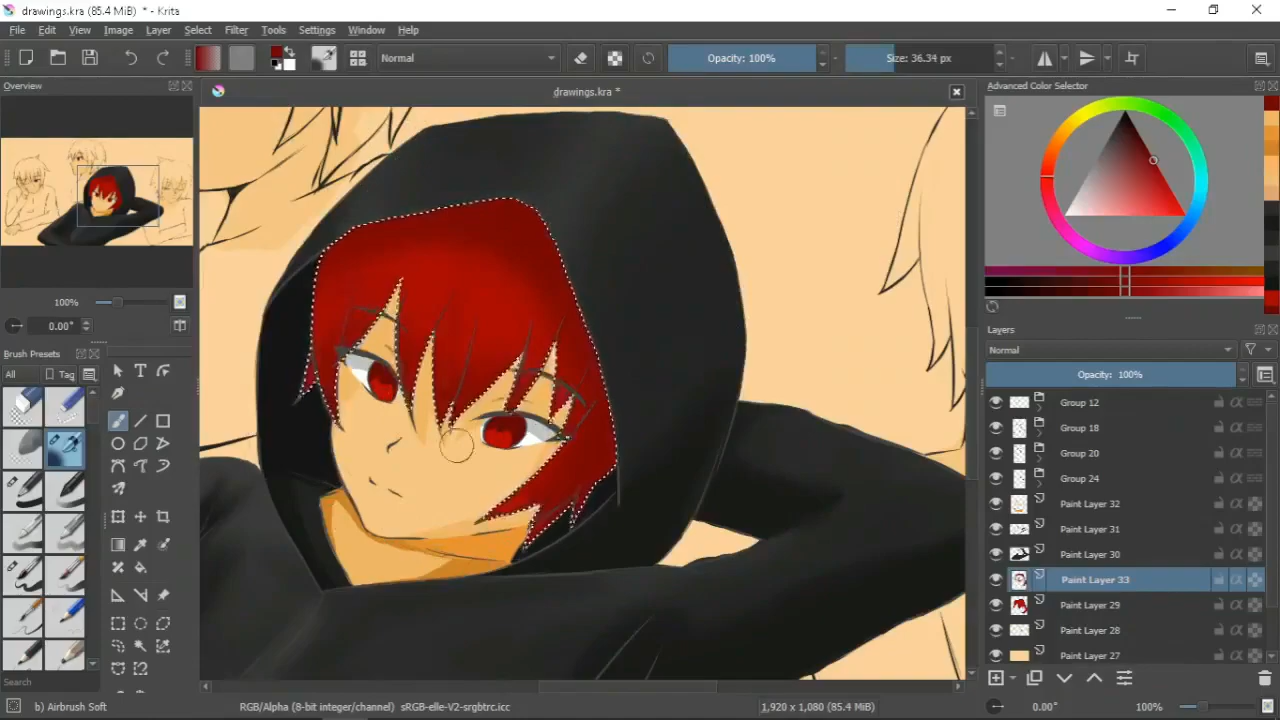 drawings.kra (85.4 MiB) * - Krita
File Edit View Image Layer Select Filter Tools Settings Window Help
Normal Opacity: 100% Size: 36.34 px
Overview
drawings.kra *
Advanced Color Selector
100%
0.00°
Brush Presets
All Tag
Search
Layers
Normal
Opacity: 100%
Group 12
Group 18
Group 20
Group 24
Paint Layer 32
Paint Layer 31
Paint Layer 30
Paint Layer 33
Paint Layer 29
Paint Layer 28
Paint Layer 27
b) Airbrush Soft RGB/Alpha (8-bit integer/channel) sRGB-elle-V2-srgbtrc.icc 1,920 x 1,080 (85.4 MiB) 0.00° 100%